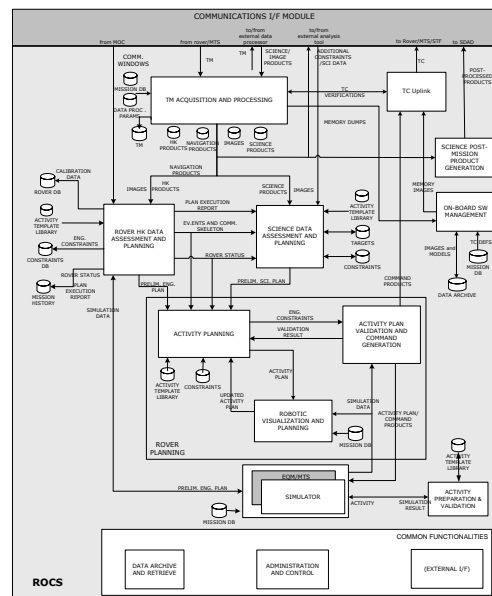 COMMUNICATIONS I/F MODULE
from MOC
from rover/MTS
to/from
external data
processor
to/from
external analysis
tool
to Rover/MTS/STF
to SDAO
COMM.
WINDOWS
TM
TM
SCIENCE/
IMAGE
PRODUCTS
ADDITIONAL
CONSTRAINTS
/SCI DATA
TC
POST-
PROCESSED
PRODUCTS
MISSION DB
DATA PROC.
PARAMS
TM
TM ACQUISITION AND PROCESSING
TC
VERIFICATIONS
TC Uplink
MEMORY DUMPS
HK
PRODUCTS
NAVIGATION
PRODUCTS
IMAGES
SCIENCE
PRODUCTS
SCIENCE POST-
MISSION
PRODUCT
GENERATION
NAVIGATION
PRODUCTS
CALIBRATION
DATA
ROVER DB
IMAGES
HK
PRODUCTS
PLAN EXECUTION
REPORT
SCIENCE
PRODUCTS
IMAGES
MEMORY
IMAGES
ACTIVITY
TEMPLATE
LIBRARY
ROVER HK DATA
ASSESSMENT AND
PLANNING
EV.ENTS AND COMM.
SKELETON
SCIENCE DATA
ASSESSMENT AND
PLANNING
ACTIVITY
TEMPLATE
LIBRARY
TARGETS
CONSTRAINTS
ON-BOARD SW
MANAGEMENT
ENG.
CONSTRAINTS
CONSTRAINTS
DB
ROVER STATUS
ROVER STATUS
PLAN
EXECUTION
REPORT
MISSION
HISTORY
SIMULATION
DATA
PRELIM. ENG.
PLAN
PRELIM. SCI. PLAN
COMMAND
PRODUCTS
IMAGES and
MODELS
TC DEFS
MISSION
DB
DATA ARCHIVE
ACTIVITY PLANNING
ENG.
CONSTRAINTS
VALIDATION
RESULT
ACTIVITY PLAN
VALIDATION AND
COMMAND
GENERATION
ACTIVITY
TEMPLATE
LIBRARY
CONSTRAINTS
UPDATED
ACTIVITY
PLAN
ACTIVITY
PLAN
ROBOTIC
VISUALIZATION AND
PLANNING
SIMULATION
DATA
ACTIVITY PLAN/
COMMAND
PRODUCTS
MISSION DB
ROVER
PLANNING
ACTIVITY
TEMPLATE
LIBRARY
EQM/MTS
SIMULATOR
PRELIM. ENG. PLAN
MISSION DB
ACTIVITY
SIMULATION
RESULT
ACTIVITY
PREPARATION &
VALIDATION
COMMON FUNCTIONALITIES
DATA ARCHIVE
AND RETRIEVE
ADMINISTRATION
AND CONTROL
(EXTERNAL I/F)
ROCS